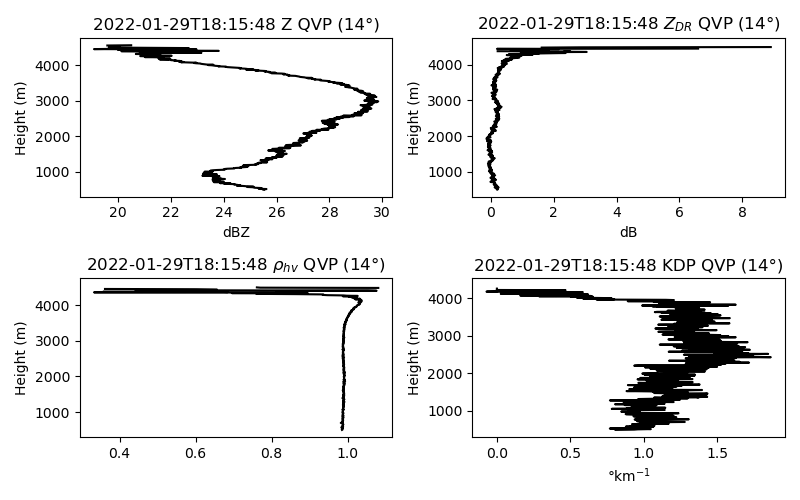 2022-01-29T18:15:48 Z QVP (14°)
4000
3000
2000
1000
Height (m)
20 22 24 26 28 30
dBZ
2022-01-29T18:15:48 Z_DR QVP (14°)
4000
3000
2000
1000
Height (m)
0 2 4 6 8
dB
2022-01-29T18:15:48 ρ_hv QVP (14°)
4000
3000
2000
1000
Height (m)
0.4 0.6 0.8 1.0
2022-01-29T18:15:48 KDP QVP (14°)
4000
3000
2000
1000
Height (m)
0.0 0.5 1.0 1.5
°km⁻¹